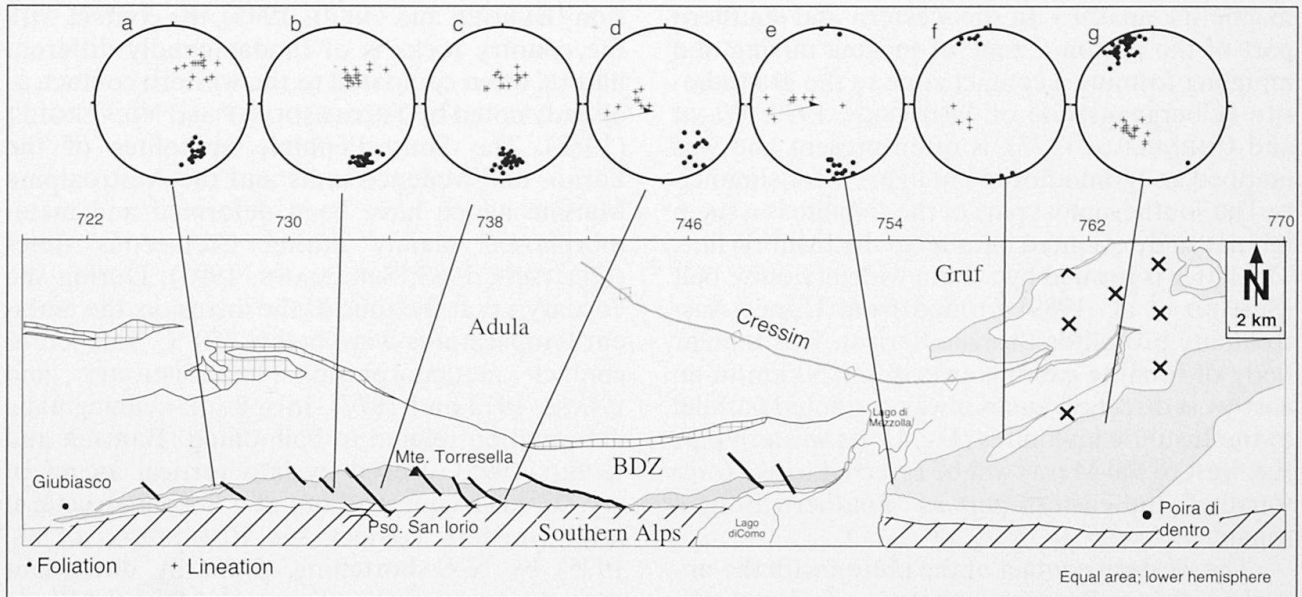 a b c d e f g
722 730 738 746 754 762 770
N
2 km
Gruf
Adula
Cressim
Lago di
Mezzolla
Mte. Torresella
BDZ
Giubiasco
Pso. San Iorio
Southern Alps
Lago
diComo
Poira di
dentro
Foliation + Lineation
Equal area; lower hemisphere